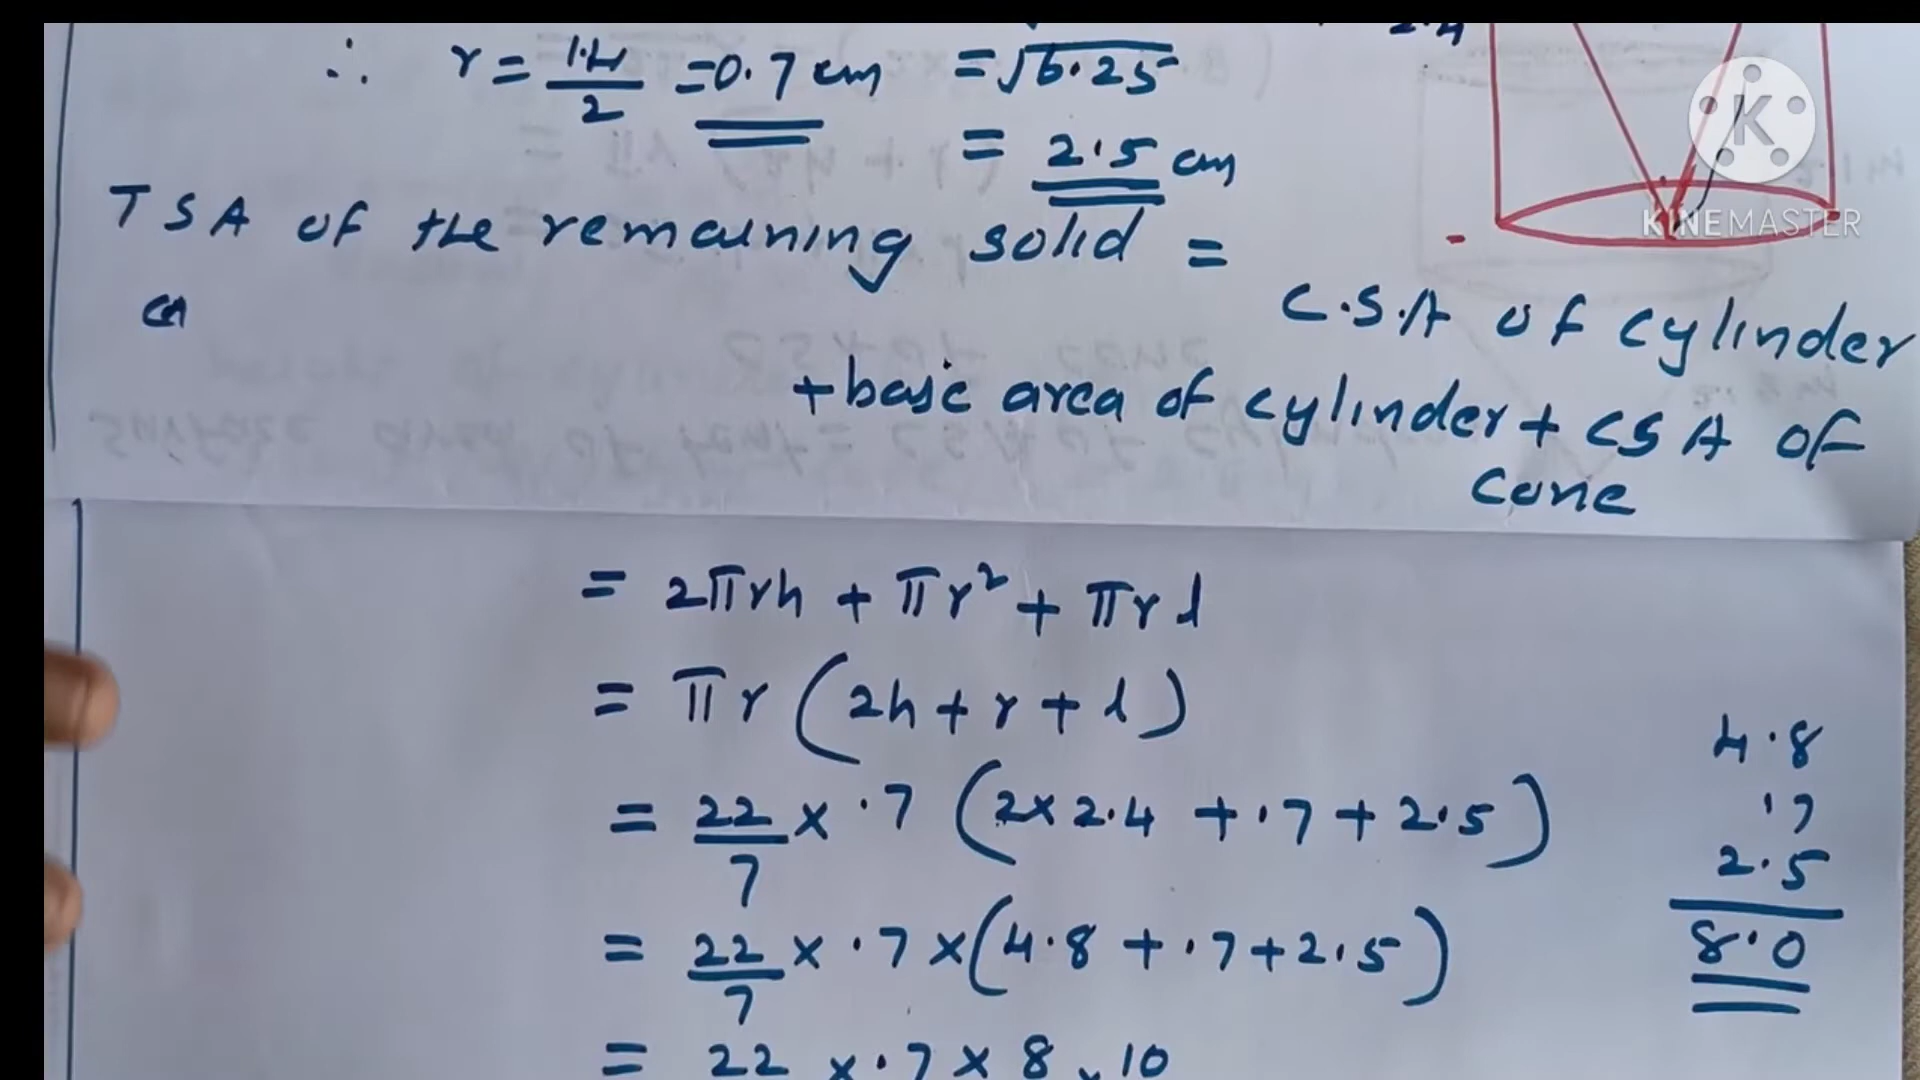 2.4
∴ r = 1.4/2 = 0.7 cm = √6.25
= 2.5 cm
K
KINEMASTER
TSA of the remaining solid =
C.S.A of cylinder
+ base area of cylinder + CSA of
cone
= 2πrh + πr² + πrl
= πr (2h + r + l)
= 22/7 × .7 (2 × 2.4 + .7 + 2.5)
= 22/7 × .7 × (4.8 + .7 + 2.5)
= 22 × .7 × 8 × 10
4.8
.7
2.5
8.0